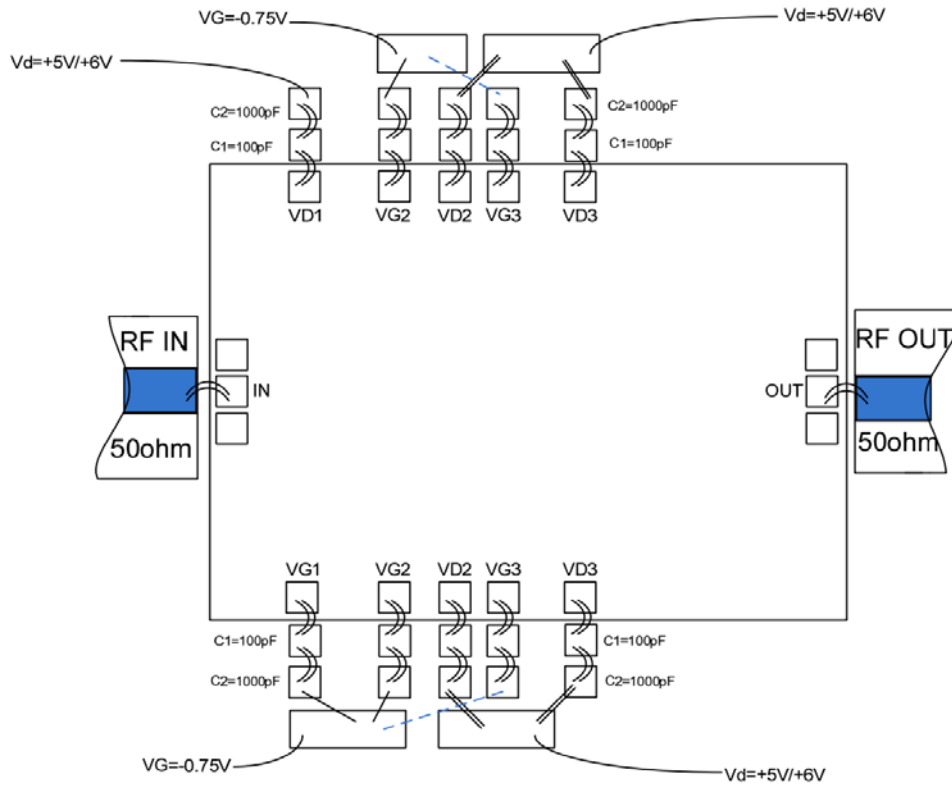 VG=-0.75V
Vd=+5V/+6V
Vd=+5V/+6V
C2=1000pF
C2=1000pF
C1=100pF
C1=100pF
VD1
VG2
VD2
VG3
VD3
RF IN
RF OUT
IN
OUT
50ohm
50ohm
VG1
VG2
VD2
VG3
VD3
C1=100pF
C1=100pF
C2=1000pF
C2=1000pF
VG=-0.75V
Vd=+5V/+6V